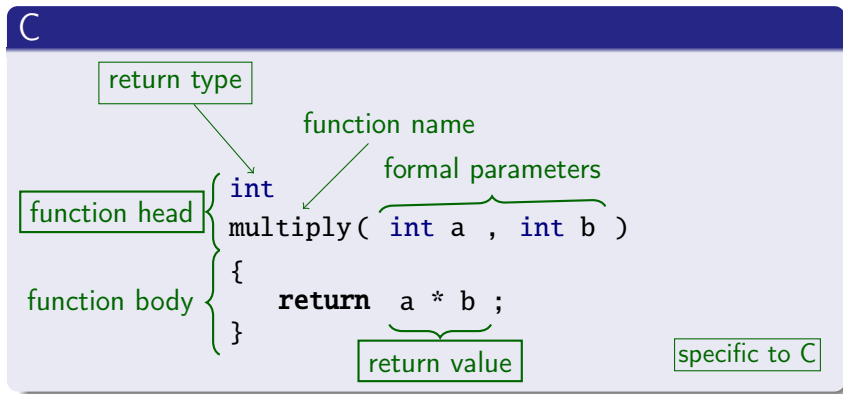 C
return type
function name
formal parameters
int
function head
multiply( int a , int b )
{
function body
return a * b ;
}
return value
specific to C